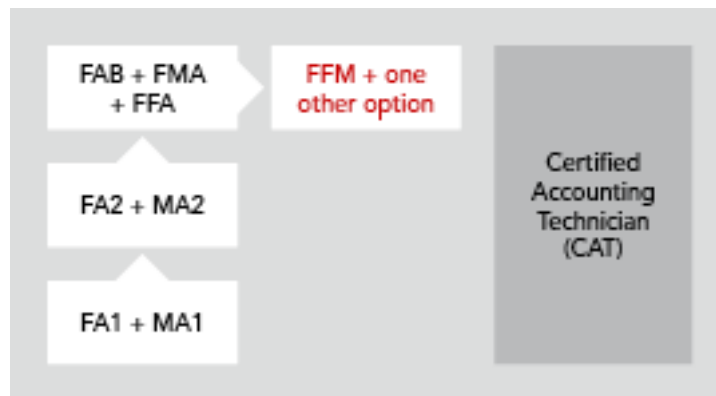 FAB + FMA
+ FFA
FFM + one
other option
FA2 + MA2
FA1 + MA1
Certified
Accounting
Technician
(CAT)